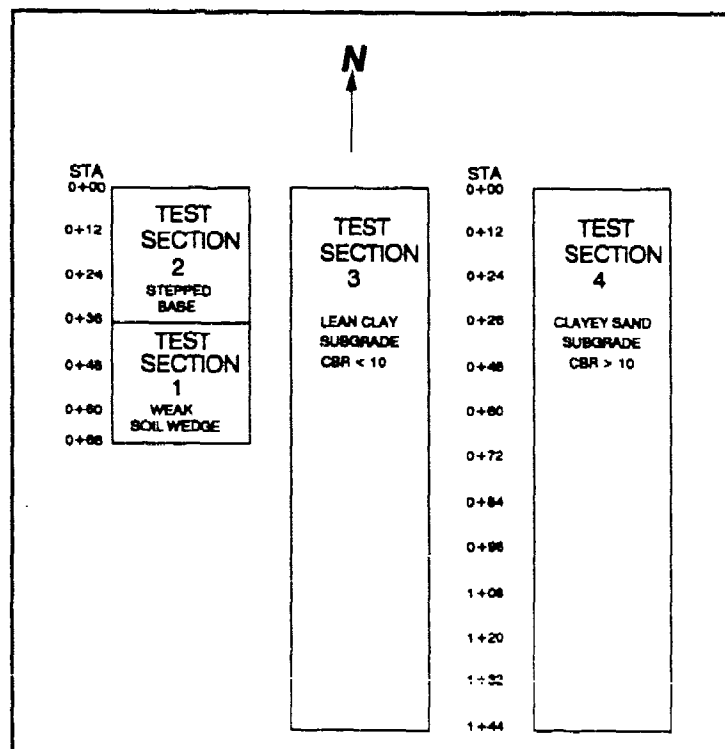 N
STA
0+00
0+12
0+24
0+36
0+48
0+60
0+68
TEST
SECTION
2
STEPPED
BASE
TEST
SECTION
1
WEAK
SOIL WEDGE
TEST
SECTION
3
LEAN CLAY
SUBGRADE
CBR < 10
STA
0+00
0+12
0+24
0+26
0+48
0+60
0+72
0+84
0+96
1+08
1+20
1+32
1+44
TEST
SECTION
4
CLAYEY SAND
SUBGRADE
CBR > 10